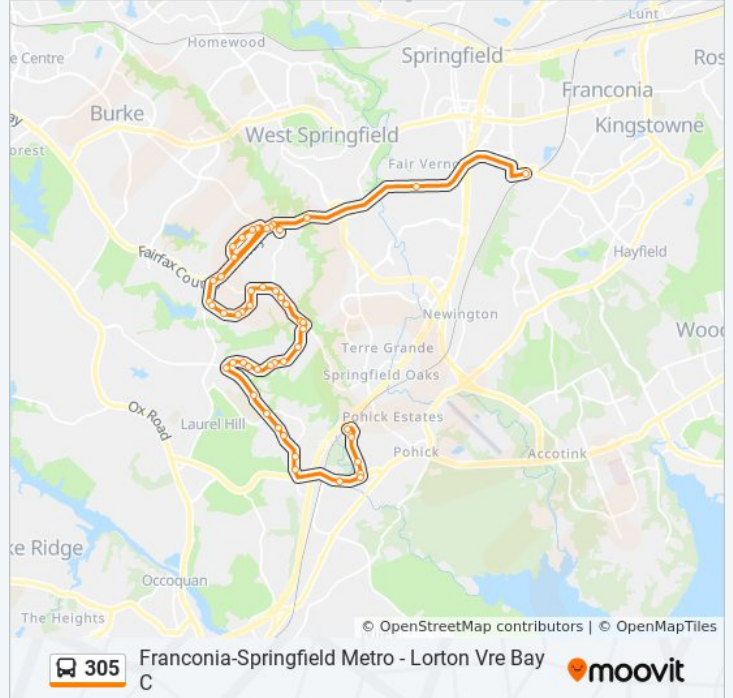 Lunt
Homewood
e Centre
Springfield
Ros
Franconia
Burke
Kingstowne
ay
West Springfield
orest
Fair Verno
Hayfield
Fairfax Cou
Newington
Wood
Terre Grande
Springfield Oaks
Ox Road
Laurel Hill
Pohick Estates
Pohick
Accotink
ke Ridge
Occoquan
The Heights
© OpenStreetMap contributors | © OpenMapTiles
305
Franconia-Springfield Metro - Lorton Vre Bay
C
moovit